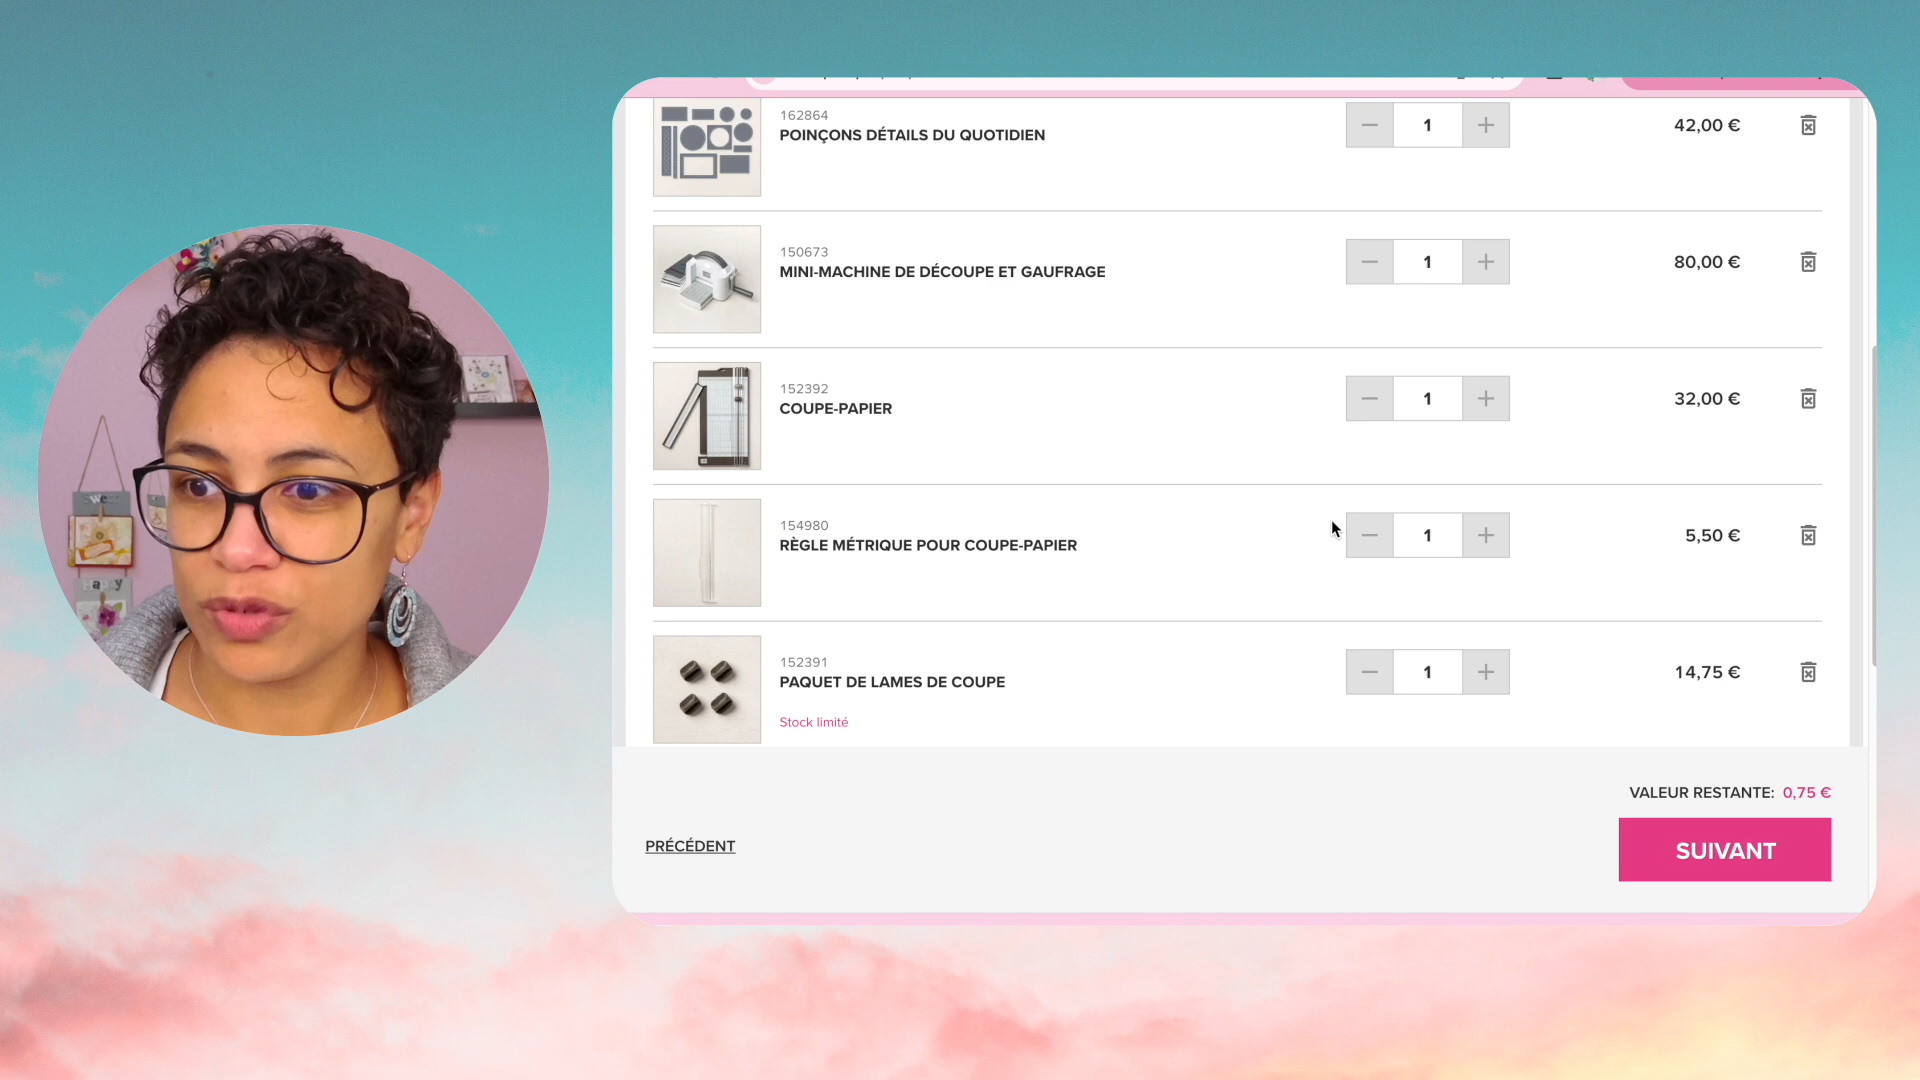 162864
POINÇONS DÉTAILS DU QUOTIDIEN
1
42,00 €
150673
MINI-MACHINE DE DÉCOUPE ET GAUFRAGE
1
80,00 €
152392
COUPE-PAPIER
1
32,00 €
154980
RÈGLE MÉTRIQUE POUR COUPE-PAPIER
1
5,50 €
152391
PAQUET DE LAMES DE COUPE
1
14,75 €
Stock limité
VALEUR RESTANTE: 0,75 €
PRÉCÉDENT
SUIVANT
Happy